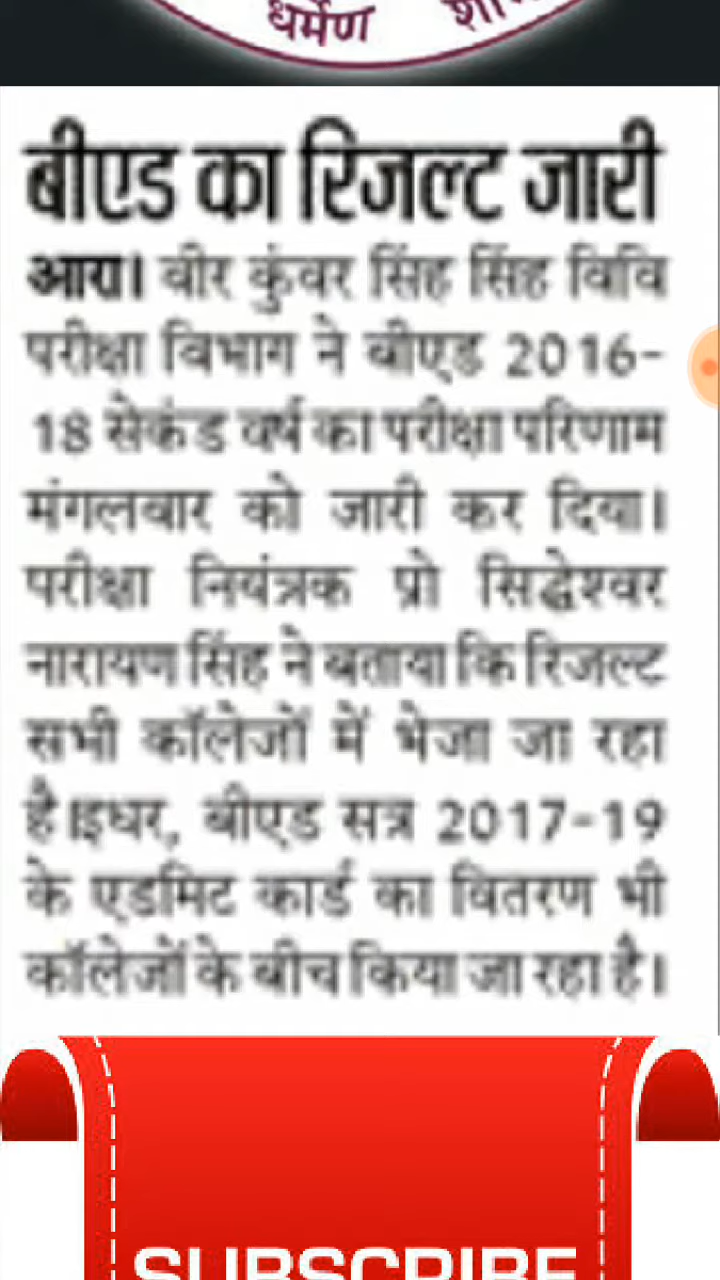 धर्मेण
बीएड का रिजल्ट जारी
आरा। वीर कुंवर सिंह सिंह विवि
परीक्षा विभाग ने बीएड 2016-
18 सेकंड वर्ष का परीक्षा परिणाम
मंगलवार को जारी कर दिया।
परीक्षा नियंत्रक प्रो सिद्धेश्वर
नारायण सिंह ने बताया कि रिजल्ट
सभी कॉलेजों में भेजा जा रहा
है।इधर, बीएड सत्र 2017-19
के एडमिट कार्ड का वितरण भी
कॉलेजों के बीच किया जा रहा है।
SUBSCRIBE